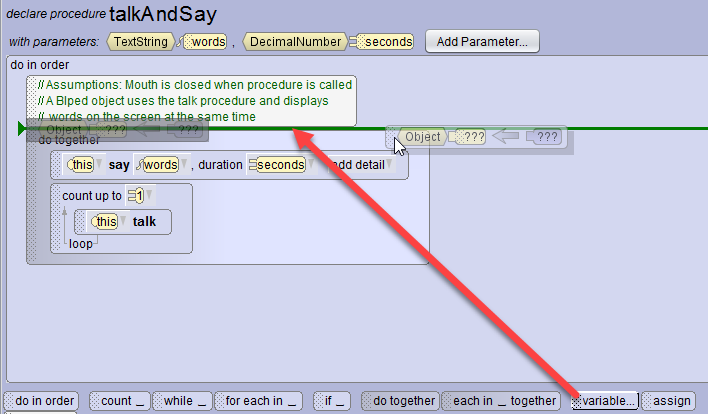 declare procedure talkAndSay
with parameters: TextString words , DecimalNumber seconds Add Parameter...
do in order
// Assumptions: Mouth is closed when procedure is called
// A BIped object uses the talk procedure and displays
// words on the screen at the same time
Object ??? ??? Object ??? ???
do together
this say words , duration seconds add detail
count up to 1
this talk
loop
do in order count _ while _ for each in _ if _ do together each in _ together variable... assign